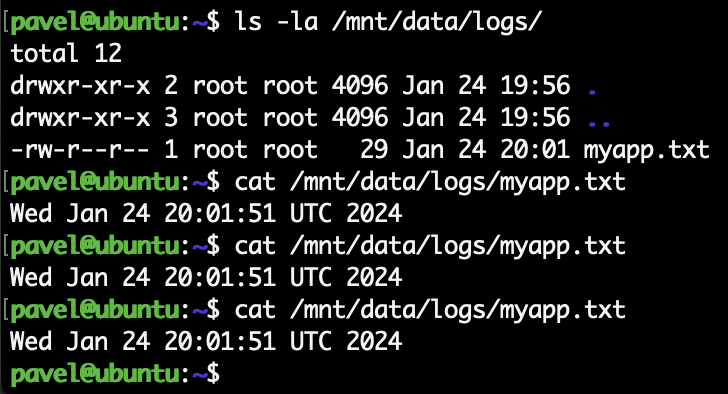 [pavel@ubuntu:~$ ls -la /mnt/data/logs/
total 12
drwxr-xr-x 2 root root 4096 Jan 24 19:56 .
drwxr-xr-x 3 root root 4096 Jan 24 19:56 ..
-rw-r--r-- 1 root root   29 Jan 24 20:01 myapp.txt
[pavel@ubuntu:~$ cat /mnt/data/logs/myapp.txt
Wed Jan 24 20:01:51 UTC 2024
[pavel@ubuntu:~$ cat /mnt/data/logs/myapp.txt
Wed Jan 24 20:01:51 UTC 2024
[pavel@ubuntu:~$ cat /mnt/data/logs/myapp.txt
Wed Jan 24 20:01:51 UTC 2024
pavel@ubuntu:~$